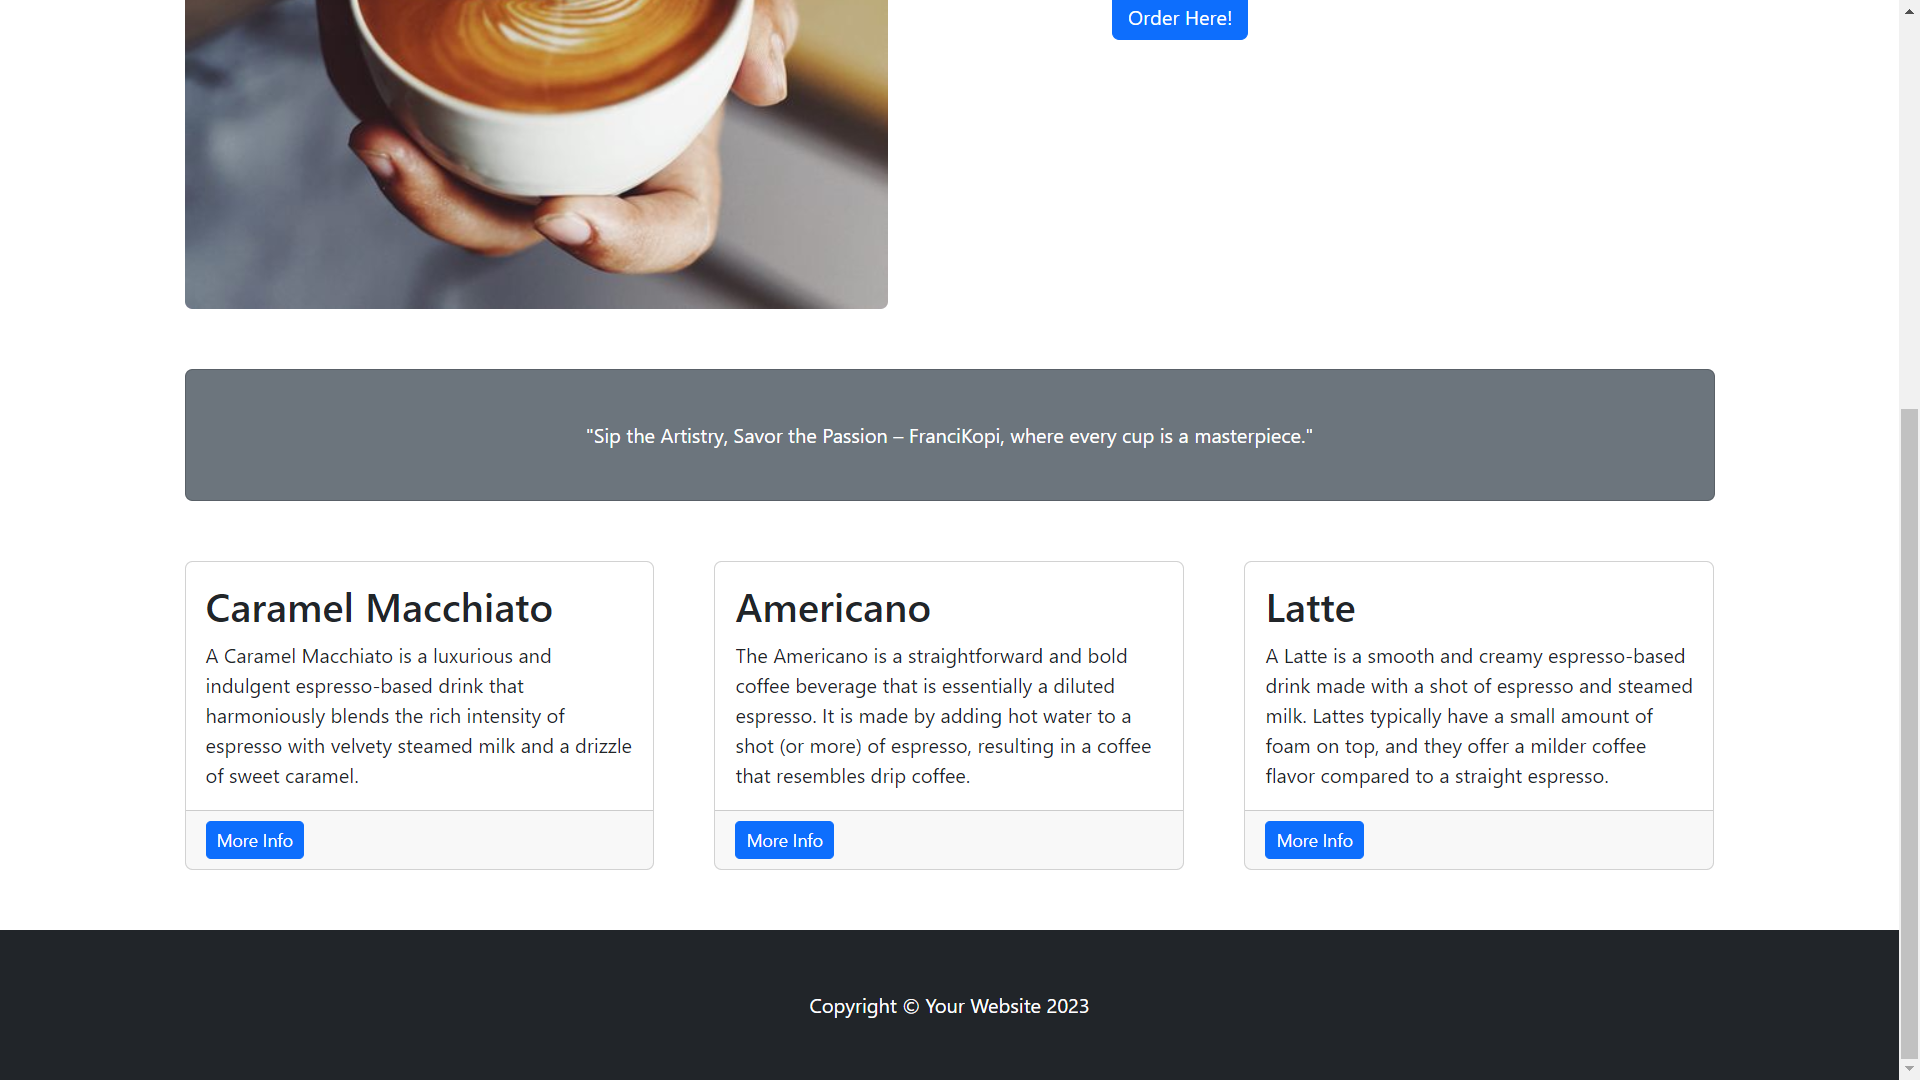 Order Here!
"Sip the Artistry, Savor the Passion – FranciKopi, where every cup is a masterpiece."
Caramel Macchiato
A Caramel Macchiato is a luxurious and
indulgent espresso-based drink that
harmoniously blends the rich intensity of
espresso with velvety steamed milk and a drizzle
of sweet caramel.
More Info
Americano
The Americano is a straightforward and bold
coffee beverage that is essentially a diluted
espresso. It is made by adding hot water to a
shot (or more) of espresso, resulting in a coffee
that resembles drip coffee.
More Info
Latte
A Latte is a smooth and creamy espresso-based
drink made with a shot of espresso and steamed
milk. Lattes typically have a small amount of
foam on top, and they offer a milder coffee
flavor compared to a straight espresso.
More Info
Copyright © Your Website 2023